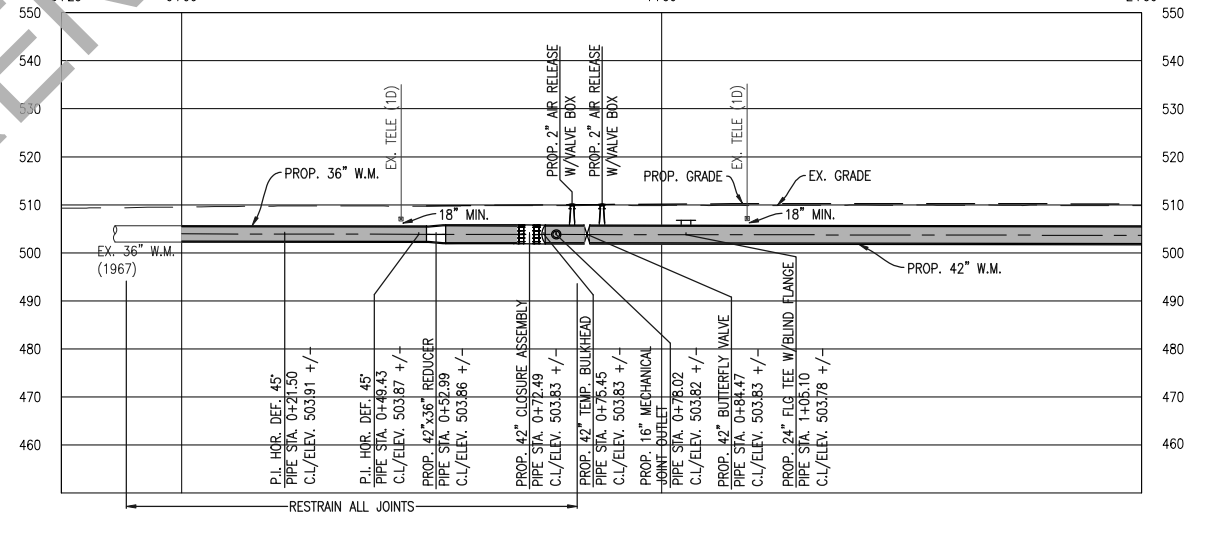 550
540
530
520
510
500
490
480
470
460
550
540
530
520
510
500
490
480
470
460
PROP. 36" W.M.
EX. TELE (1D)
18" MIN.
PROP. 2" AIR RELEASE
W/VALVE BOX
PROP. 2" AIR RELEASE
W/VALVE BOX
PROP. GRADE
EX. TELE (1D)
EX. GRADE
18" MIN.
EX. 36" W.M.
(1967)
PROP. 42" W.M.
P.I. HOR. DEF. 45°
PIPE STA. 0+21.50
C.L/ELEV. 503.91 +/-
P.I. HOR. DEF. 45°
PIPE STA. 0+49.43
C.L/ELEV. 503.87 +/-
PROP. 42"x36" REDUCER
PIPE STA. 0+52.99
C.L/ELEV. 503.86 +/-
PROP. 42" CLOSURE ASSEMBLY
PIPE STA. 0+72.49
C.L/ELEV. 503.83 +/-
PROP. 42" TEMP. BULKHEAD
PIPE STA. 0+75.45
C.L/ELEV. 503.83 +/-
PROP. 16" MECHANICAL
JOINT OUTLET
PIPE STA. 0+78.02
C.L/ELEV. 503.82 +/-
PROP. 42" BUTTERFLY VALVE
PIPE STA. 0+84.47
C.L/ELEV. 503.83 +/-
PROP. 24" FLG TEE W/BLIND FLANGE
PIPE STA. 1+05.10
C.L/ELEV. 503.78 +/-
RESTRAIN ALL JOINTS